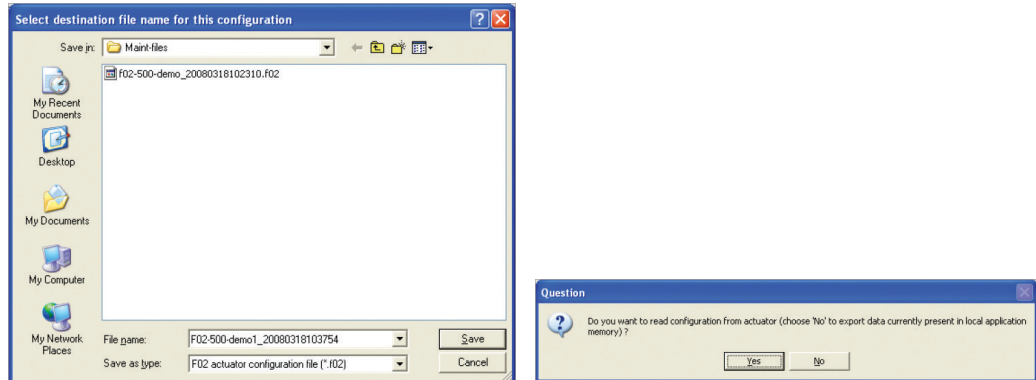 Select destination file name for this configuration
Save in:
Maint-files
f02-500-demo_20080318102310.f02
My Recent
Documents
Desktop
My Documents
My Computer
My Network
Places
File name:
F02-500-demo1_20080318103754
Save
Save as type:
F02 actuator configuration file (*.f02)
Cancel
Question
Do you want to read configuration from actuator (choose 'No' to export data currently present in local application
memory) ?
Yes
No